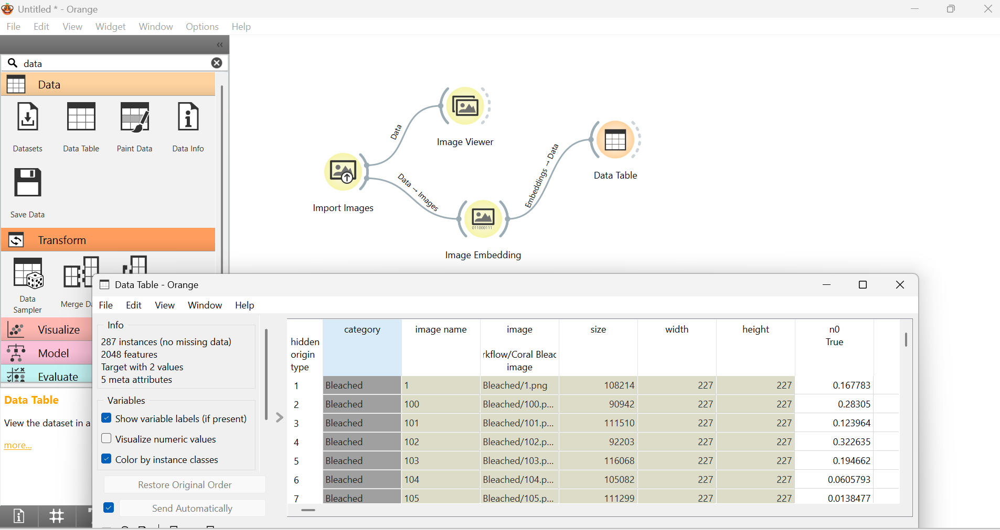 Untitled * - Orange
File Edit View Widget Window Options Help
data
Data
Datasets Data Table Paint Data Data Info
Save Data
Transform
Data Sampler
Merge Da
Visualize
Model
Evaluate
Data Table
View the dataset in a
more...
Data
Image Viewer
Import Images
Data → Images
011000111
Image Embedding
Embeddings → Data
Data Table
Data Table - Orange
File Edit View Window Help
Info
287 instances (no missing data)
2048 features
Target with 2 values
5 meta attributes
Variables
Show variable labels (if present)
Visualize numeric values
Color by instance classes
Restore Original Order
Send Automatically
category image name image size width height n0
hidden True
origin rkflow/Coral Bleac
type image
1 Bleached 1 Bleached/1.png 108214 227 227 0.167783
2 Bleached 100 Bleached/100.p... 90942 227 227 0.28305
3 Bleached 101 Bleached/101.p... 111510 227 227 0.123964
4 Bleached 102 Bleached/102.p... 92203 227 227 0.322635
5 Bleached 103 Bleached/103.p... 116068 227 227 0.194662
6 Bleached 104 Bleached/104.p... 105082 227 227 0.0605793
7 Bleached 105 Bleached/105.p... 111299 227 227 0.0138477